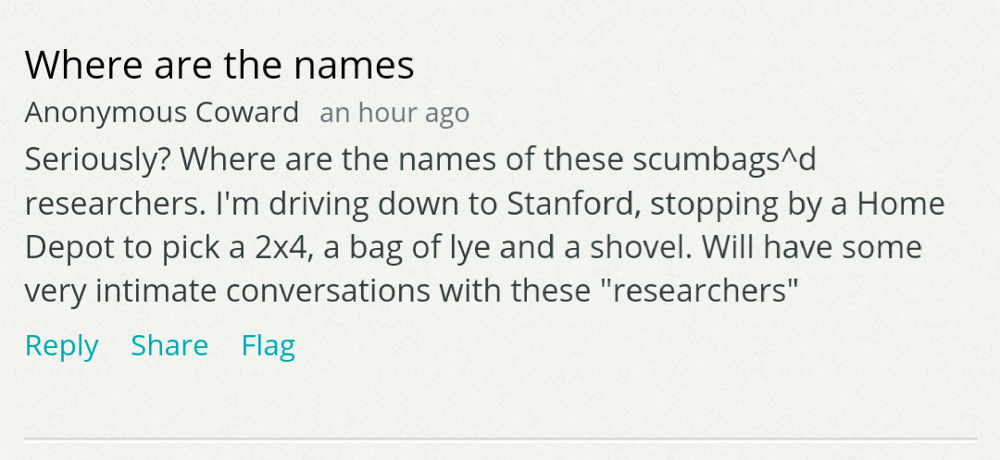 Where are the names
Anonymous Coward an hour ago
Seriously? Where are the names of these scumbags^d
researchers. I'm driving down to Stanford, stopping by a Home
Depot to pick a 2x4, a bag of lye and a shovel. Will have some
very intimate conversations with these "researchers"
Reply Share Flag